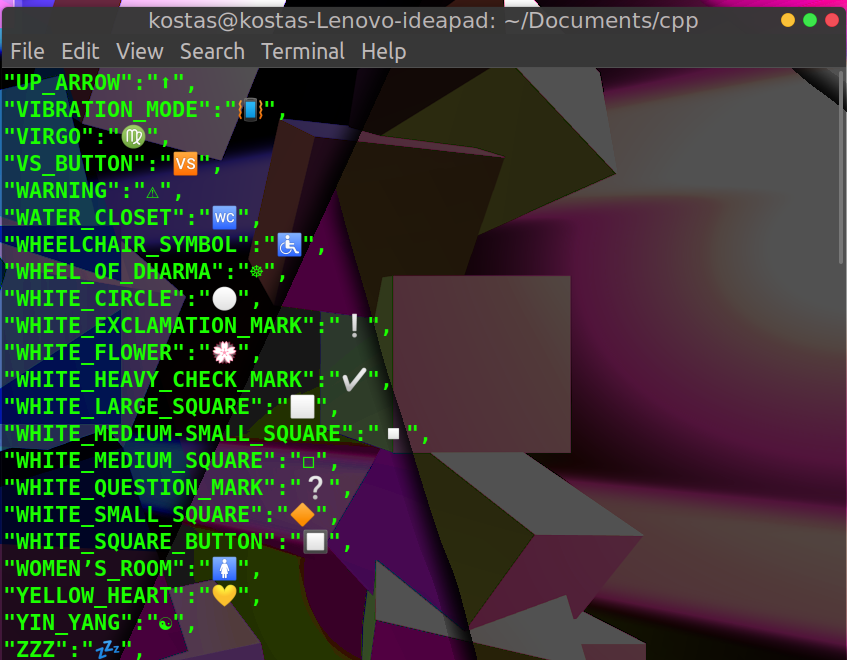 kostas@kostas-Lenovo-ideapad: ~/Documents/cpp
File Edit View Search Terminal Help
"UP_ARROW":"⬆",
"VIBRATION_MODE":"📳",
"VIRGO":"♍",
"VS_BUTTON":"🆚",
"WARNING":"⚠",
"WATER_CLOSET":"🚾",
"WHEELCHAIR_SYMBOL":"♿",
"WHEEL_OF_DHARMA":"☸",
"WHITE_CIRCLE":"⚪",
"WHITE_EXCLAMATION_MARK":"❕",
"WHITE_FLOWER":"💮",
"WHITE_HEAVY_CHECK_MARK":"✅",
"WHITE_LARGE_SQUARE":"⬜",
"WHITE_MEDIUM-SMALL_SQUARE":"◽",
"WHITE_MEDIUM_SQUARE":"◻",
"WHITE_QUESTION_MARK":"❔",
"WHITE_SMALL_SQUARE":"🔶",
"WHITE_SQUARE_BUTTON":"🔳",
"WOMEN’S_ROOM":"🚺",
"YELLOW_HEART":"💛",
"YIN_YANG":"☯",
"ZZZ":"💤",